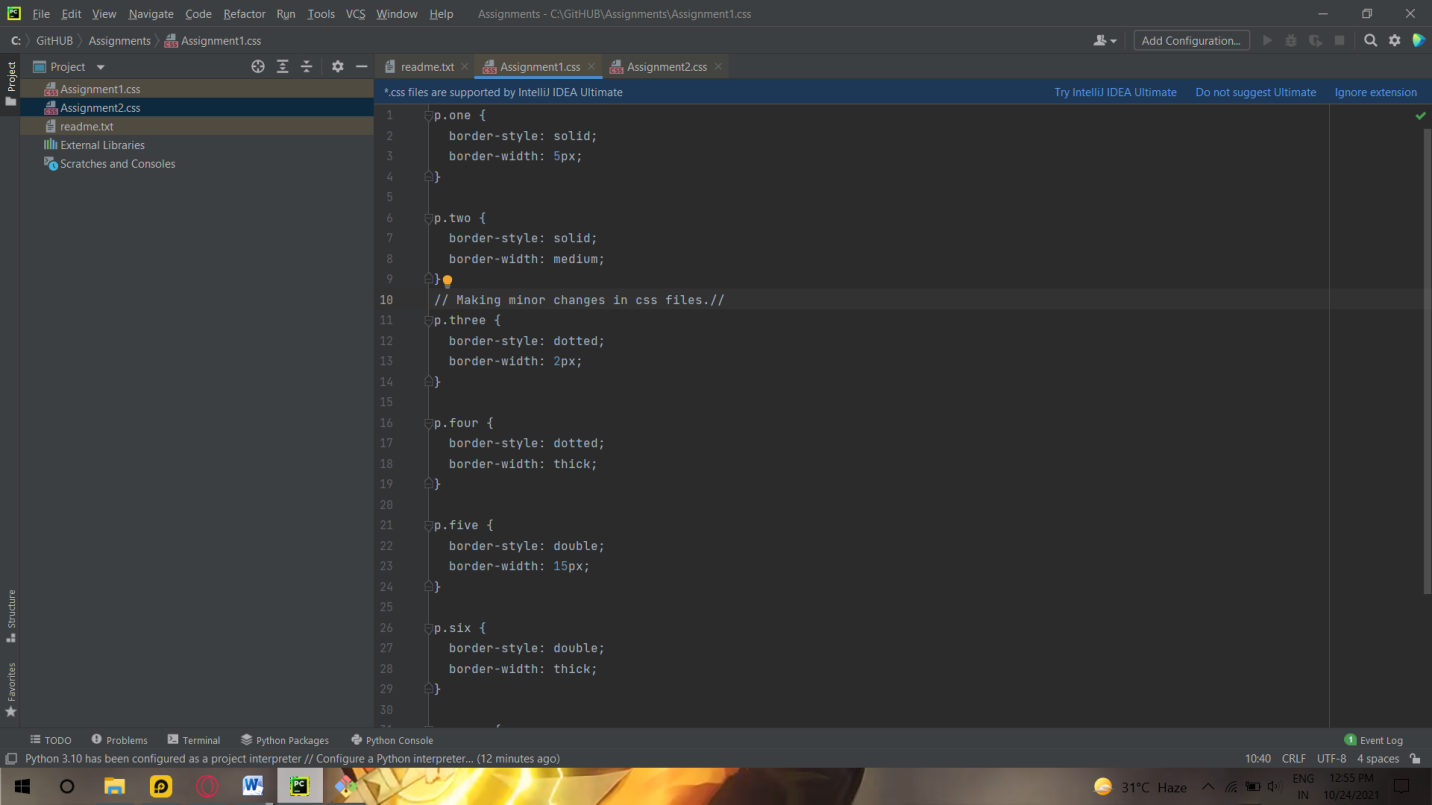 PC File Edit View Navigate Code Refactor Run Tools VCS Window Help Assignments - C:\GitHUB\Assignments\Assignment1.css
C: GitHUB Assignments Assignment1.css Add Configuration...
Project readme.txt Assignment1.css Assignment2.css
Project
Assignment1.css
Assignment2.css
readme.txt
External Libraries
Scratches and Consoles
*.css files are supported by IntelliJ IDEA Ultimate Try IntelliJ IDEA Ultimate Do not suggest Ultimate Ignore extension
1 p.one {
2 border-style: solid;
3 border-width: 5px;
4 }
5
6 p.two {
7 border-style: solid;
8 border-width: medium;
9 }
10 // Making minor changes in css files.//
11 p.three {
12 border-style: dotted;
13 border-width: 2px;
14 }
15
16 p.four {
17 border-style: dotted;
18 border-width: thick;
19 }
20
21 p.five {
22 border-style: double;
23 border-width: 15px;
24 }
25
26 p.six {
27 border-style: double;
28 border-width: thick;
29 }
30
Structure
Favorites
TODO Problems Terminal Python Packages Python Console 1 Event Log
Python 3.10 has been configured as a project interpreter // Configure a Python interpreter... (12 minutes ago) 10:40 CRLF UTF-8 4 spaces
31°C Haze ENG IN 12:55 PM 10/24/2021